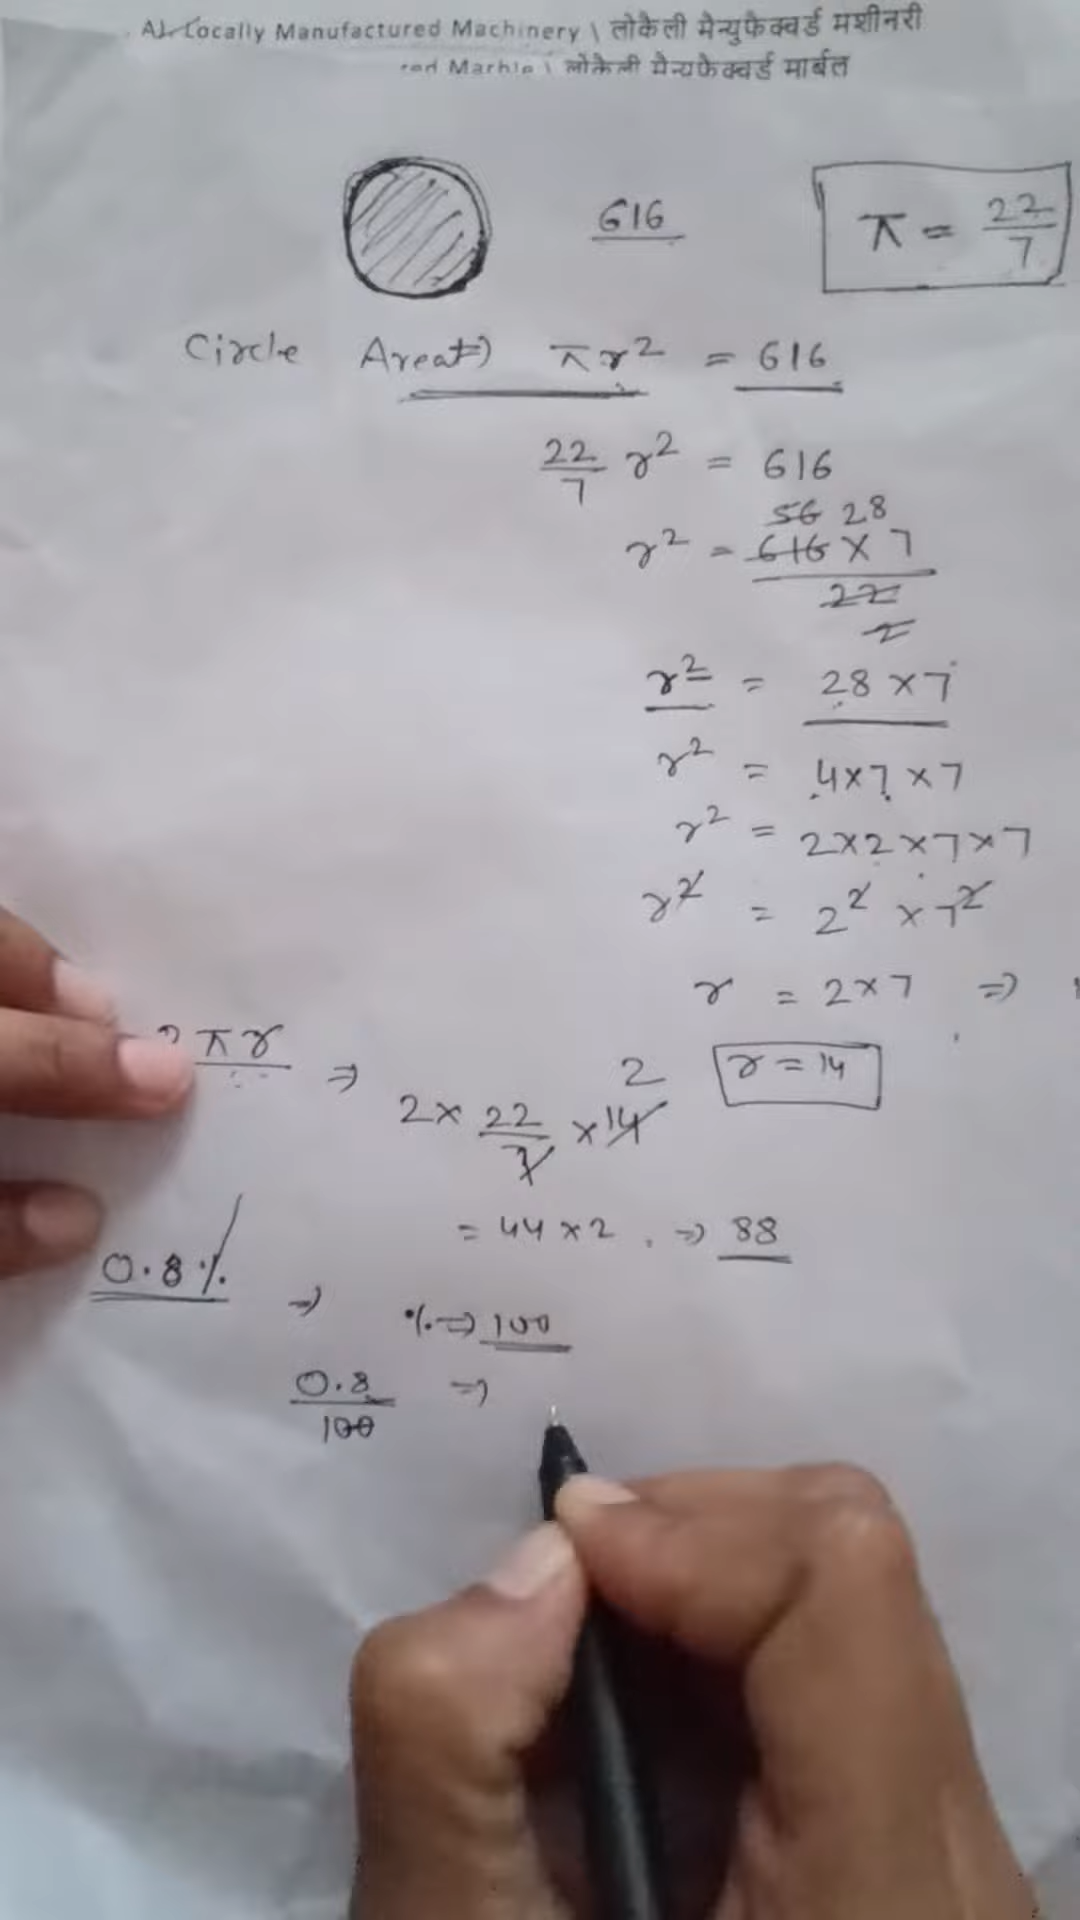 A) Locally Manufactured Machinery \ लोकैली मैन्युफैक्चर्ड मशीनरी
Marble \ लोकैली मैन्युफैक्चर्ड मार्बल
616
π = 22/7
Circle Area⇒ πr² = 616
22/7 r² = 616
56 28
r² = 616 × 7 / 22
2
r² = 28 × 7
r² = 4×7×7
r² = 2×2×7×7
r² = 2² × 7²
r = 2×7 ⇒
r = 14
2πr ⇒ 2 × 22/7 × 14
2
= 44 × 2 . ⇒ 88
0.8% ⇒
% ⇒ 100
0.8/100 ⇒